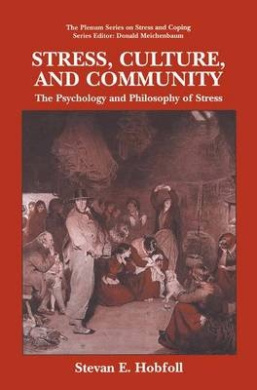 The Plenum Series on Stress and Coping
Series Editor: Donald Meichenbaum
STRESS, CULTURE,
AND COMMUNITY
The Psychology and Philosophy of Stress
Stevan E. Hobfoll